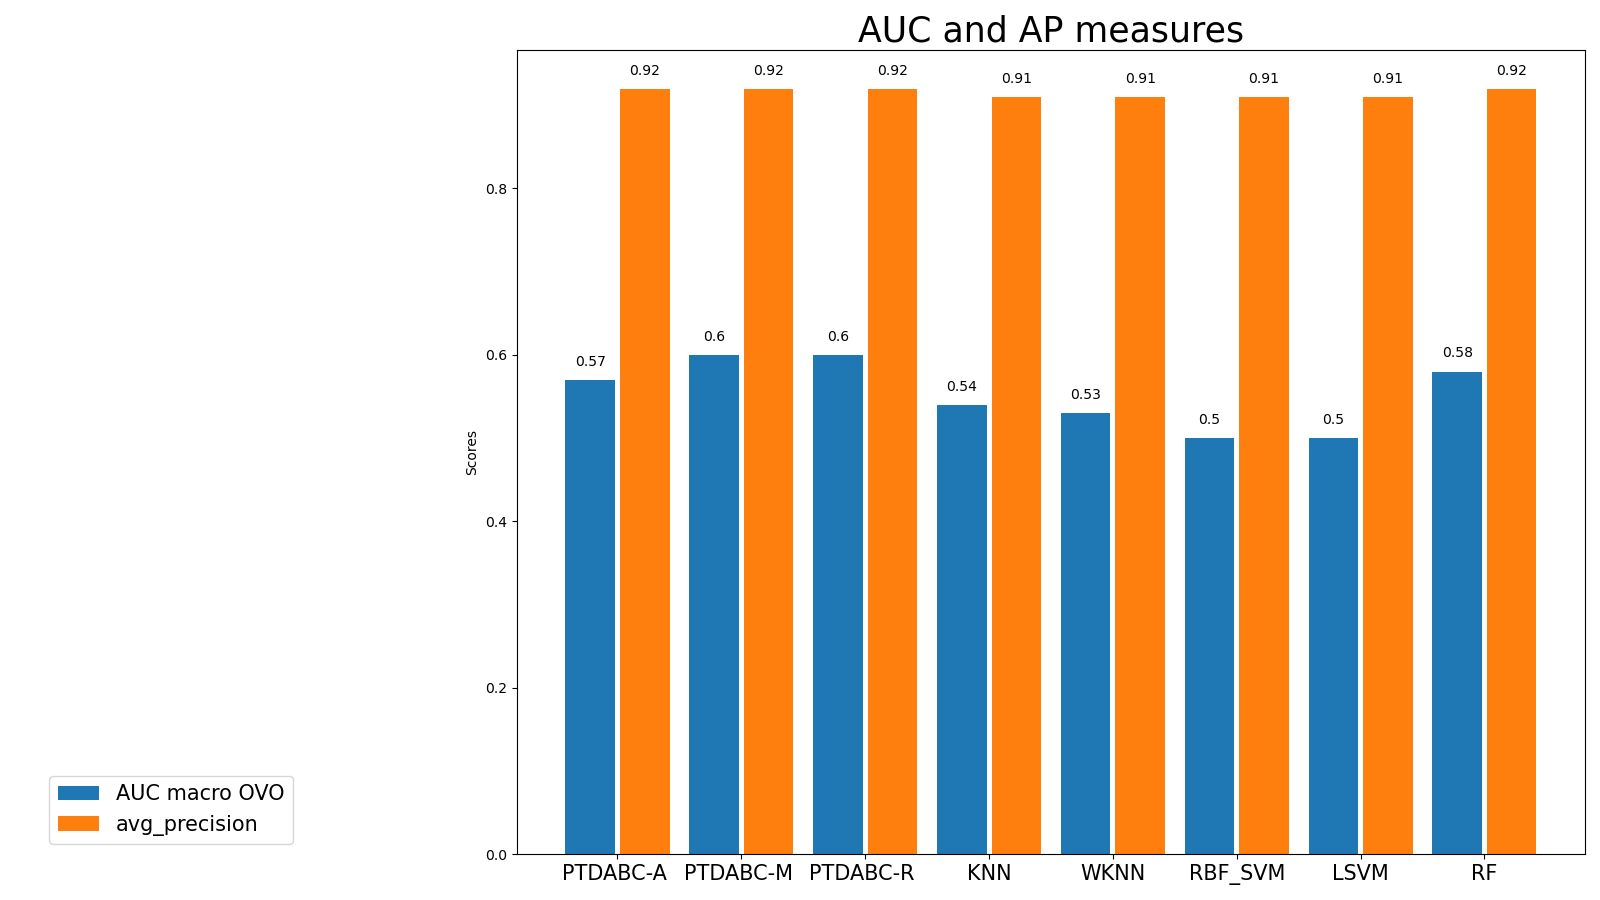 AUC and AP measures
0.92 0.92 0.92 0.91 0.91 0.91 0.91 0.92
0.8
0.6
0.57 0.6 0.6 0.54 0.53 0.5 0.5 0.58
Scores
0.4
0.2
0.0
PTDABC-A PTDABC-M PTDABC-R KNN WKNN RBF_SVM LSVM RF
AUC macro OVO
avg_precision